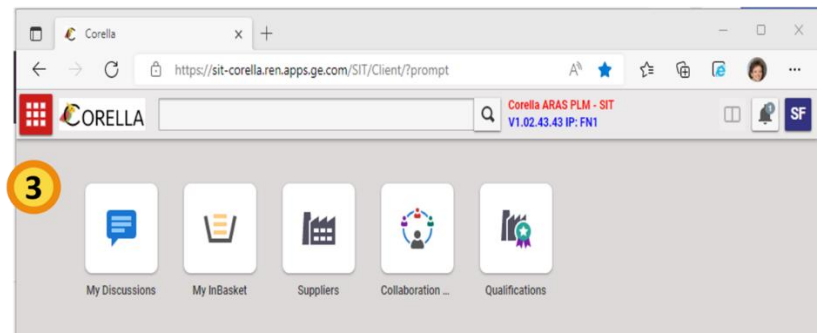 Corella
https://sit-corella.ren.apps.ge.com/SIT/Client/?prompt
CORELLA
Corella ARAS PLM - SIT
V1.02.43.43 IP: FN1
SF
3
My Discussions
My InBasket
Suppliers
Collaboration ...
Qualifications